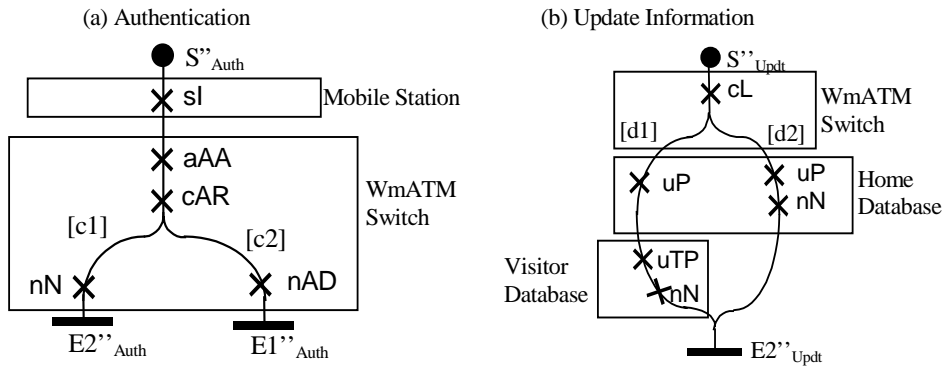 (a) Authentication
S’’Auth
sI
Mobile Station
aAA
cAR
WmATM
Switch
[c1]
[c2]
nN
nAD
E2’’Auth
E1’’Auth
(b) Update Information
S‘‘Updt
cL
WmATM
Switch
[d1]
[d2]
uP
uP
nN
Home
Database
Visitor
Database
uTP
nN
E2’’Updt